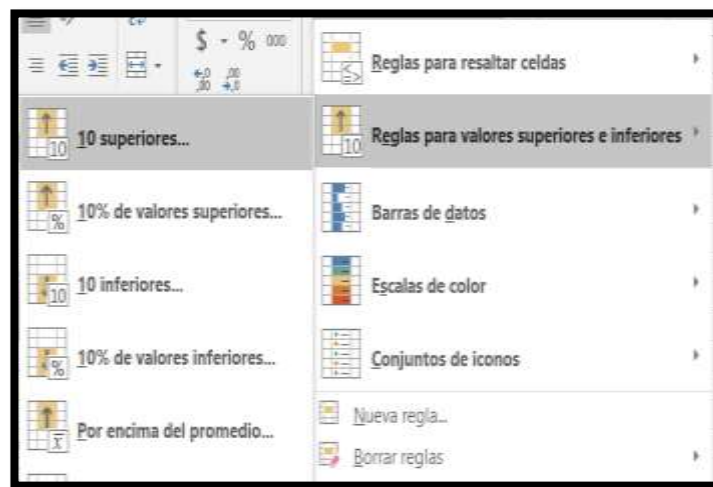 $ - % 000
Reglas para resaltar celdas
10 superiores...
Reglas para valores superiores e inferiores
10% de valores superiores...
Barras de datos
10 inferiores...
Escalas de color
10% de valores inferiores...
Conjuntos de iconos
Por encima del promedio...
Nueva regla...
Borrar reglas